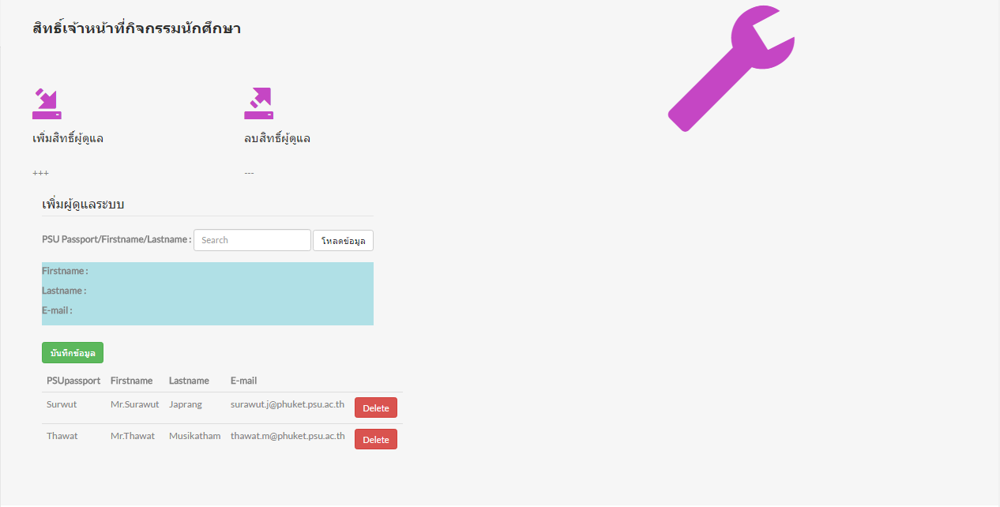 สิทธิ์เจ้าหน้าที่กิจกรรมนักศึกษา
เพิ่มสิทธิ์ผู้ดูแล
ลบสิทธิ์ผู้ดูแล
+++
---
เพิ่มผู้ดูแลระบบ
PSU Passport/Firstname/Lastname : Search โหลดข้อมูล
Firstname :
Lastname :
E-mail :
บันทึกข้อมูล
PSUpassport Firstname Lastname E-mail
Surwut Mr.Surawut Japrang surawut.j@phuket.psu.ac.th Delete
Thawat Mr.Thawat Musikatham thawat.m@phuket.psu.ac.th Delete